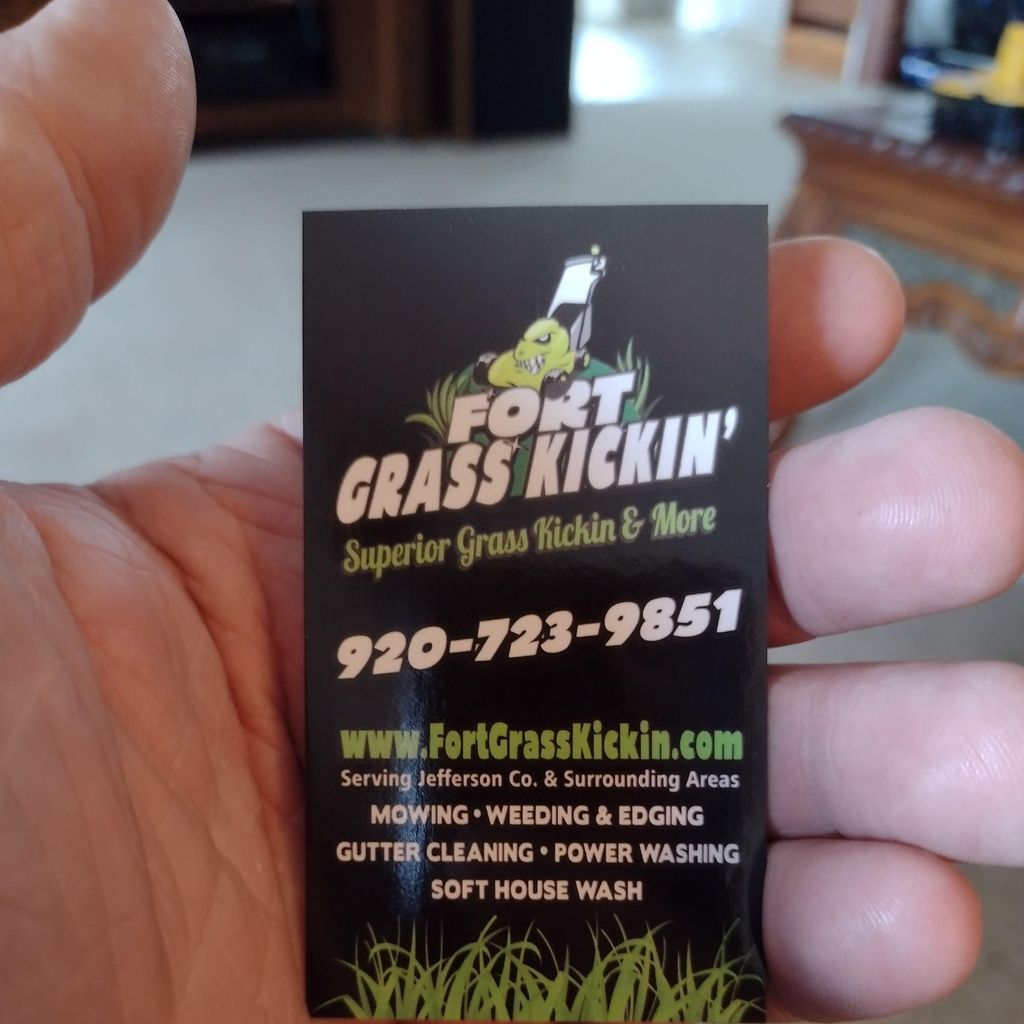 FORT
GRASS KICKIN'
Superior Grass Kickin & More
920-723-9851
www.FortGrassKickin.com
Serving Jefferson Co. & Surrounding Areas
MOWING • WEEDING & EDGING
GUTTER CLEANING • POWER WASHING
SOFT HOUSE WASH